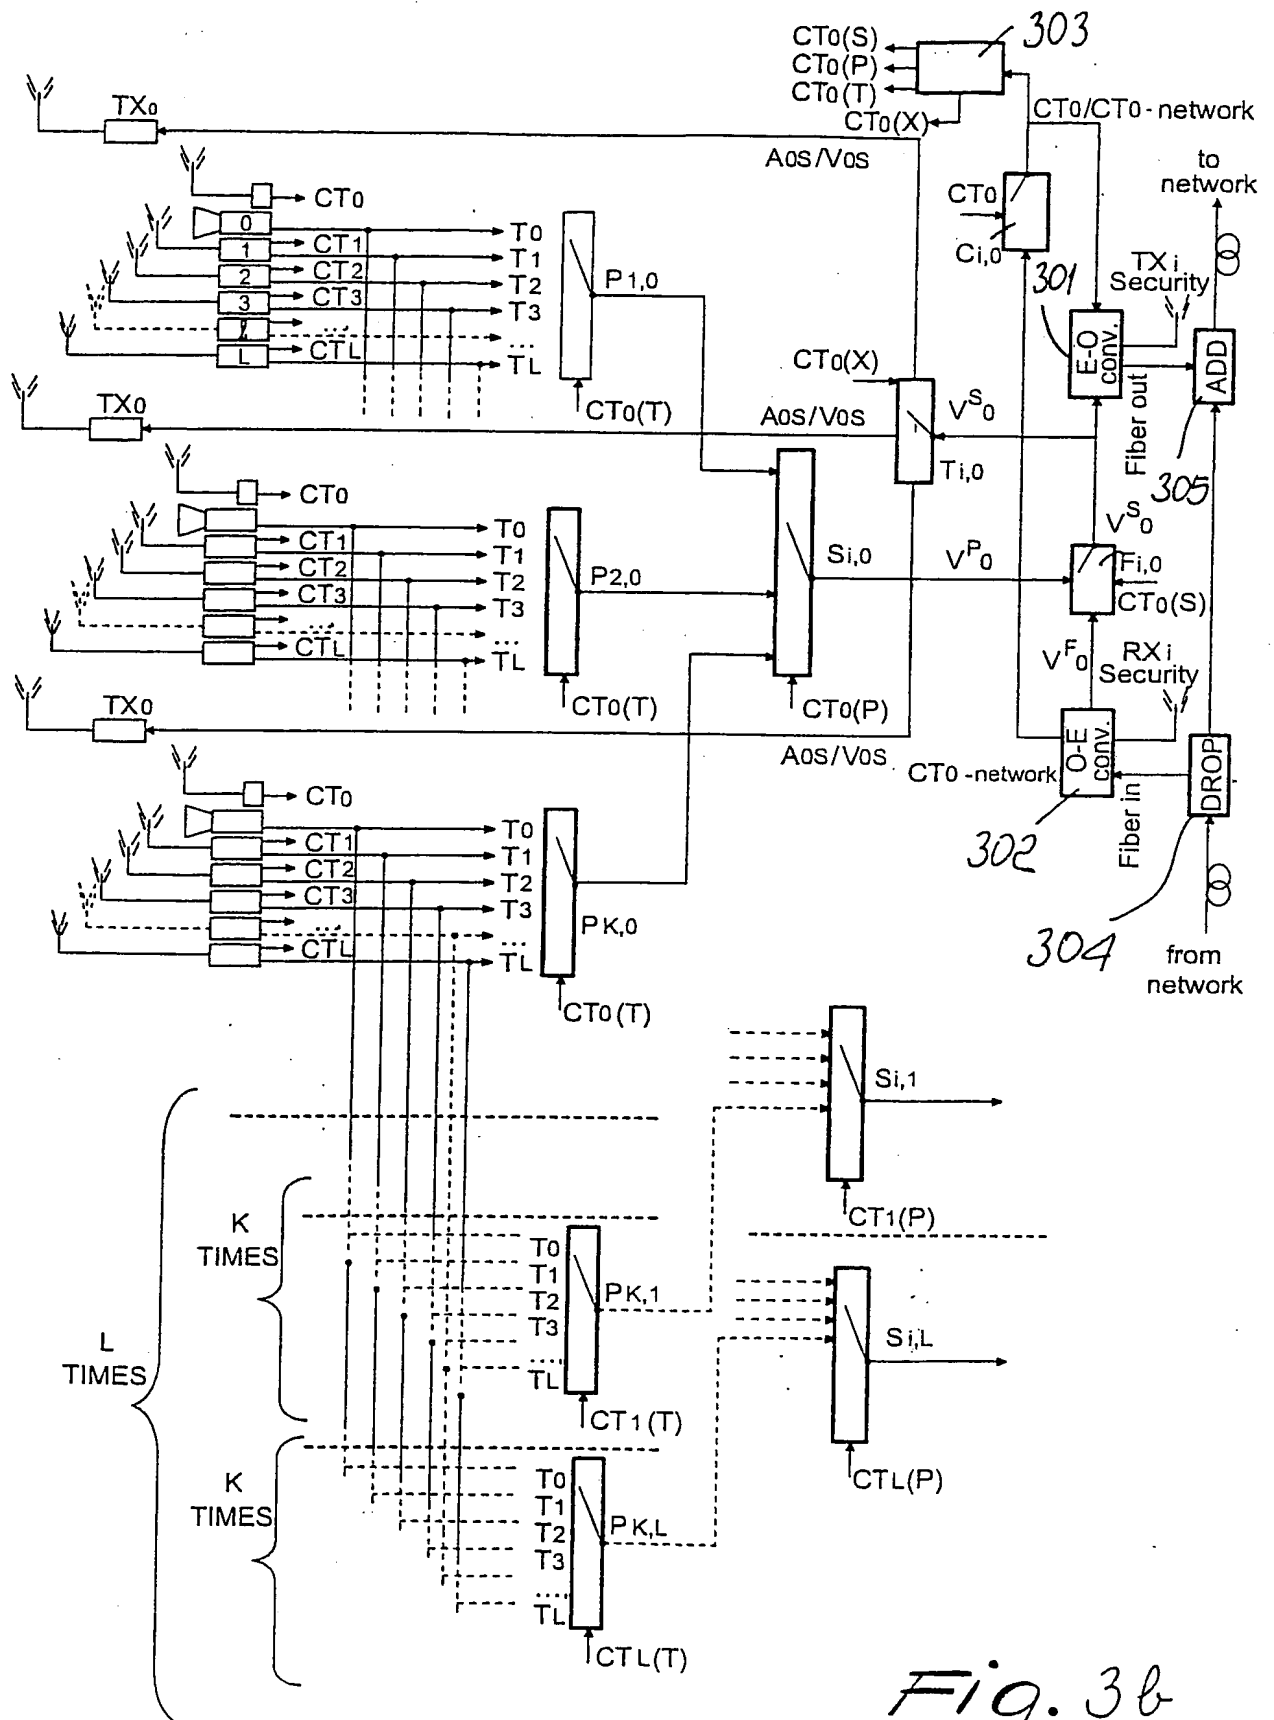 303
CT0(S)
CT0(P)
CT0(T)
CT0(X)
CT0/CT0-network
TX0
A0S/V0S
to
network
CT0
Ci,0
CT0
0
1
2
3
L
CT1
CT2
CT3
...
CTL
T0
T1
T2
T3
...
TL
P1,0
CT0(T)
301
TXi
Security
E-O
conv.
ADD
Fiber out
305
CT0(X)
V^S0
Ti,0
TX0
A0S/V0S
CT0
CT1
CT2
CT3
...
CTL
T0
T1
T2
T3
...
TL
P2,0
CT0(T)
Si,0
CT0(P)
V^P0
V^S0
Fi,0
CT0(S)
V^F0
RXi
Security
TX0
A0S/V0S
CT0-network
O-E
conv.
DROP
Fiber in
302
304
from
network
CT0
CT1
CT2
CT3
...
CTL
T0
T1
T2
T3
...
TL
PK,0
CT0(T)
Si,1
CT1(P)
L
TIMES
K
TIMES
T0
T1
T2
T3
...
TL
PK,1
CT1(T)
Si,L
CTL(P)
K
TIMES
T0
T1
T2
T3
...
TL
PK,L
CTL(T)
Fig. 3b